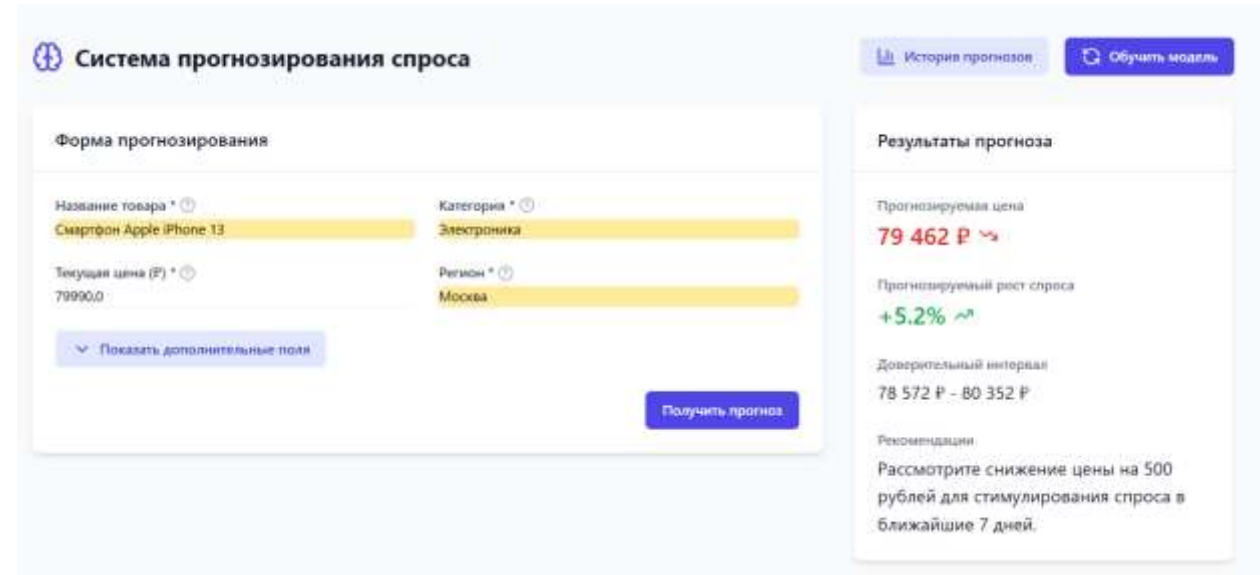 Система прогнозирования спроса
История прогнозов
Обучить модель
Форма прогнозирования
Название товара * ?
Категория * ?
Смартфон Apple iPhone 13
Электроника
Текущая цена (₽) * ?
Регион * ?
79990,0
Москва
Показать дополнительные поля
Получить прогноз
Результаты прогноза
Прогнозируемая цена
79 462 ₽
Прогнозируемый рост спроса
+5.2%
Доверительный интервал
78 572 ₽ - 80 352 ₽
Рекомендации
Рассмотрите снижение цены на 500
рублей для стимулирования спроса в
ближайшие 7 дней.